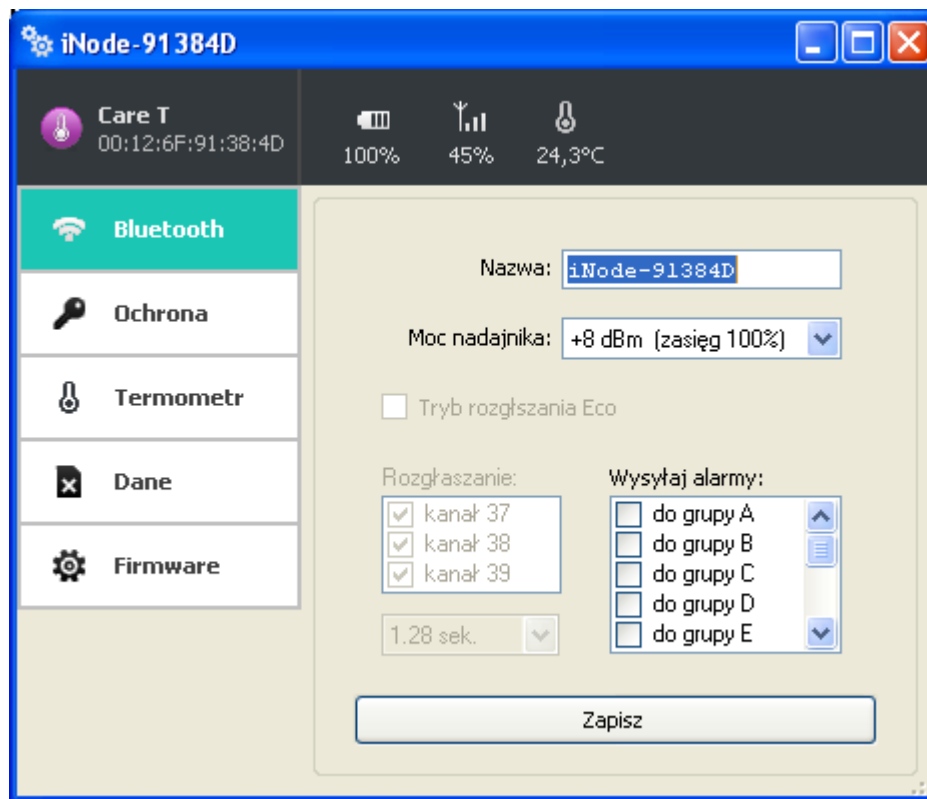 iNode-91384D
Care T
00:12:6F:91:38:4D
100%
45%
24,3°C
Bluetooth
Ochrona
Termometr
Dane
Firmware
Nazwa: iNode-91384D
Moc nadajnika: +8 dBm (zasięg 100%)
Tryb rozgłszania Eco
Rozgłaszanie:
kanał 37
kanał 38
kanał 39
1.28 sek.
Wysyłaj alarmy:
do grupy A
do grupy B
do grupy C
do grupy D
do grupy E
Zapisz